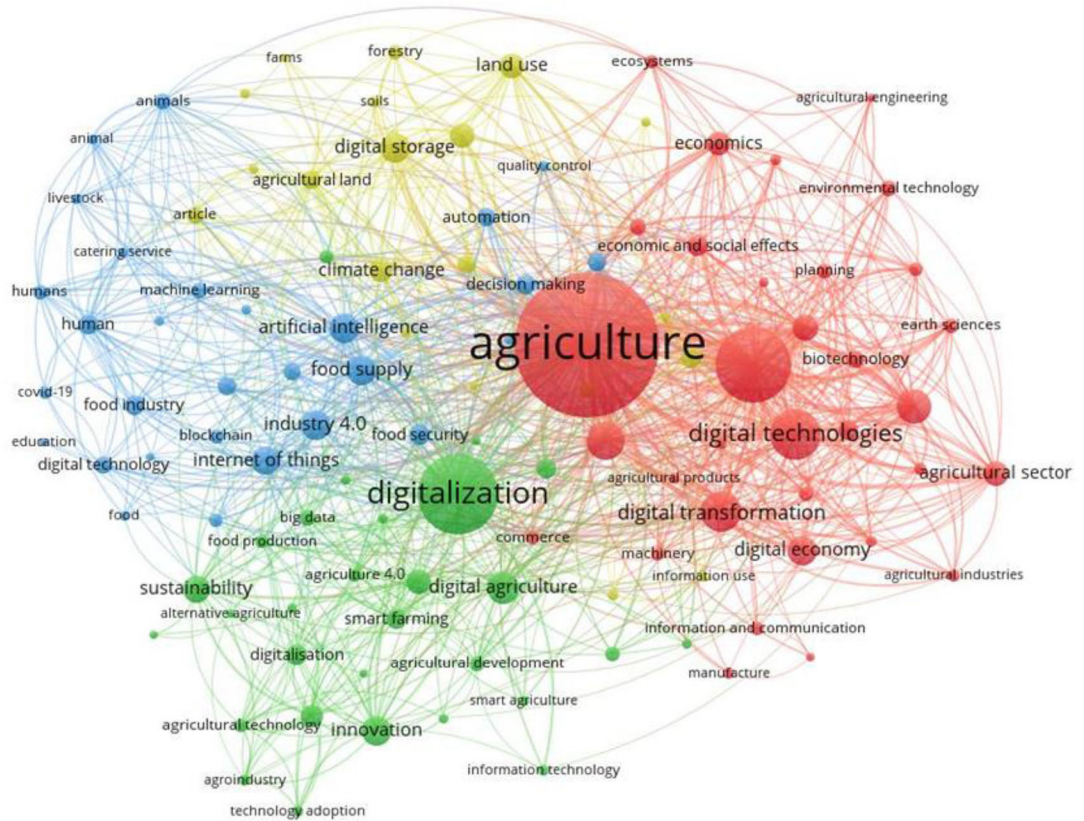 farms
forestry
land use
ecosystems
animals
soils
agricultural engineering
animal
digital storage
economics
quality control
agricultural land
livestock
environmental technology
article
automation
catering service
economic and social effects
climate change
planning
humans
machine learning
decision making
human
artificial intelligence
agriculture
earth sciences
food supply
biotechnology
covid-19
food industry
industry 4.0
blockchain
food security
digital technologies
education
digital technology
internet of things
agricultural products
agricultural sector
digitalization
food
big data
digital transformation
food production
commerce
machinery
digital economy
agriculture 4.0
information use
agricultural industries
sustainability
digital agriculture
alternative agriculture
smart farming
information and communication
digitalisation
agricultural development
manufacture
smart agriculture
agricultural technology
innovation
agroindustry
information technology
technology adoption